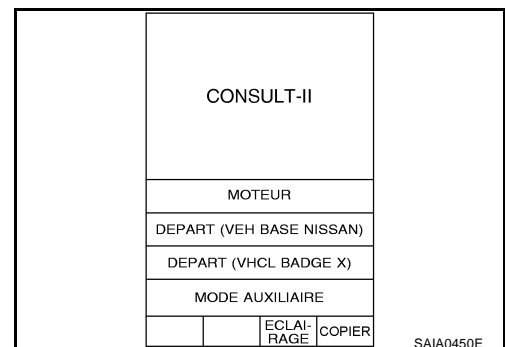 CONSULT-II
MOTEUR
DEPART (VEH BASE NISSAN)
DEPART (VHCL BADGE X)
MODE AUXILIAIRE
ECLAI-
RAGE
COPIER
SAIA0450E